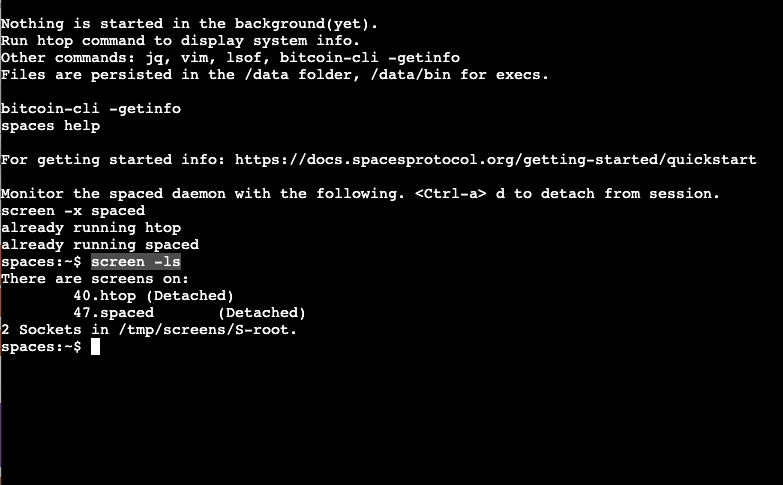 Nothing is started in the background(yet).
Run htop command to display system info.
Other commands: jq, vim, lsof, bitcoin-cli -getinfo
Files are persisted in the /data folder, /data/bin for execs.
bitcoin-cli -getinfo
spaces help
For getting started info: https://docs.spacesprotocol.org/getting-started/quickstart
Monitor the spaced daemon with the following. <Ctrl-a> d to detach from session.
screen -x spaced
already running htop
already running spaced
spaces:~$ screen -ls
There are screens on:
40.htop (Detached)
47.spaced (Detached)
2 Sockets in /tmp/screens/S-root.
spaces:~$